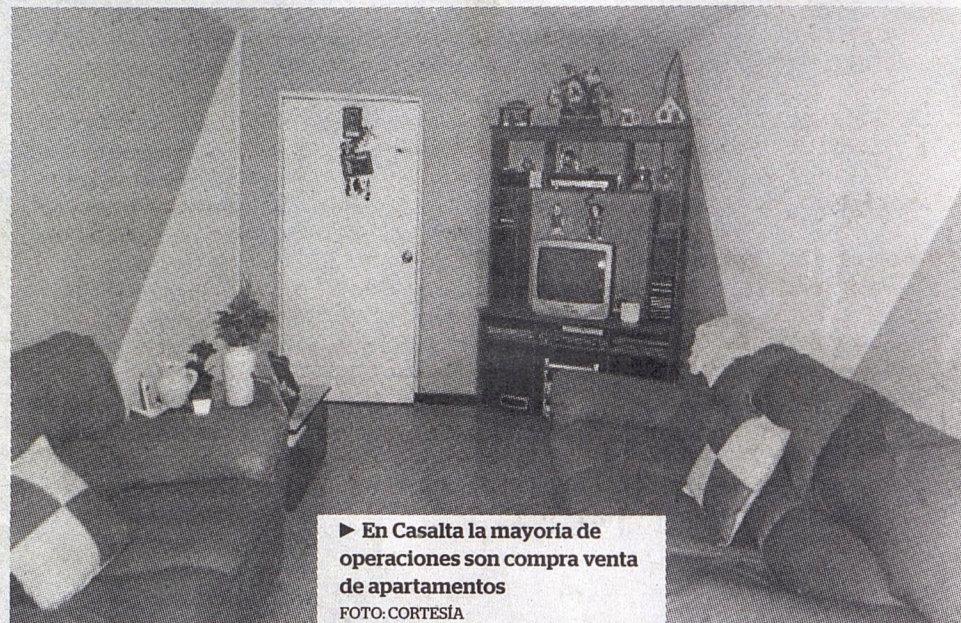 ▶ En Casalta la mayoría de
operaciones son compra venta
de apartamentos
FOTO: CORTESÍA